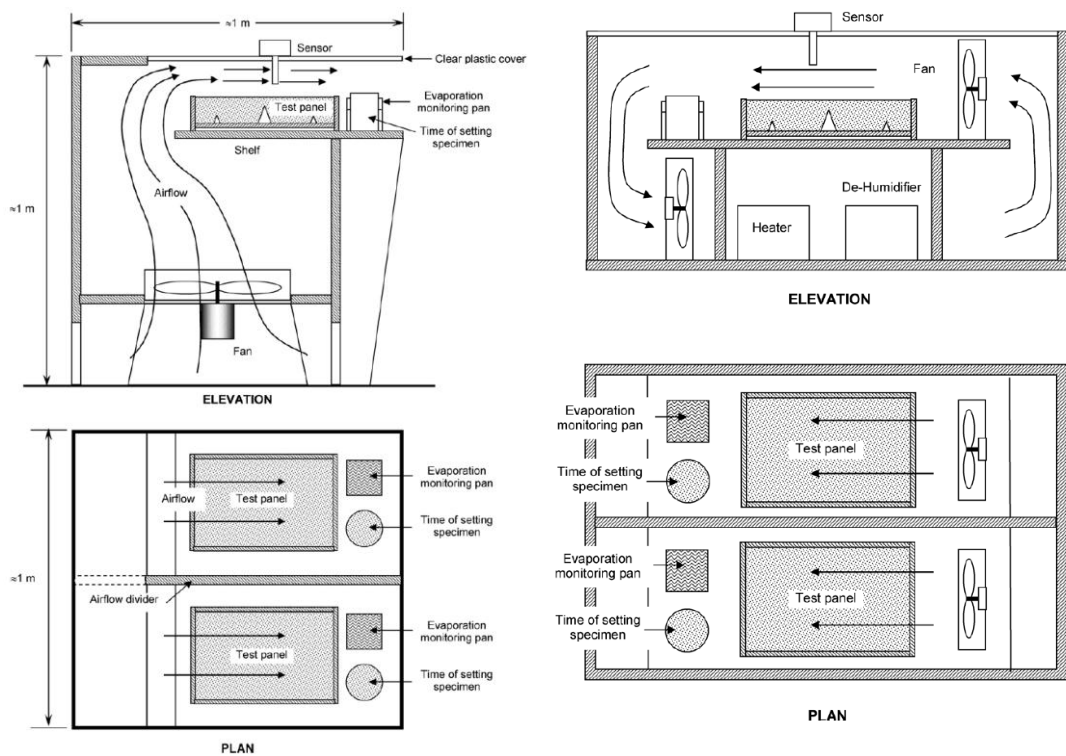 ≈1 m
Sensor
Clear plastic cover
Evaporation
monitoring pan
Time of setting
specimen
Test panel
Shelf
≈1 m
Airflow
Fan
ELEVATION
Evaporation
monitoring pan
Airflow
Test panel
Time of setting
specimen
≈1 m
Airflow divider
Evaporation
monitoring pan
Test panel
Time of setting
specimen
PLAN
Sensor
Fan
De-Humidifier
Heater
ELEVATION
Evaporation
monitoring pan
Test panel
Time of setting
specimen
Evaporation
monitoring pan
Test panel
Time of setting
specimen
PLAN